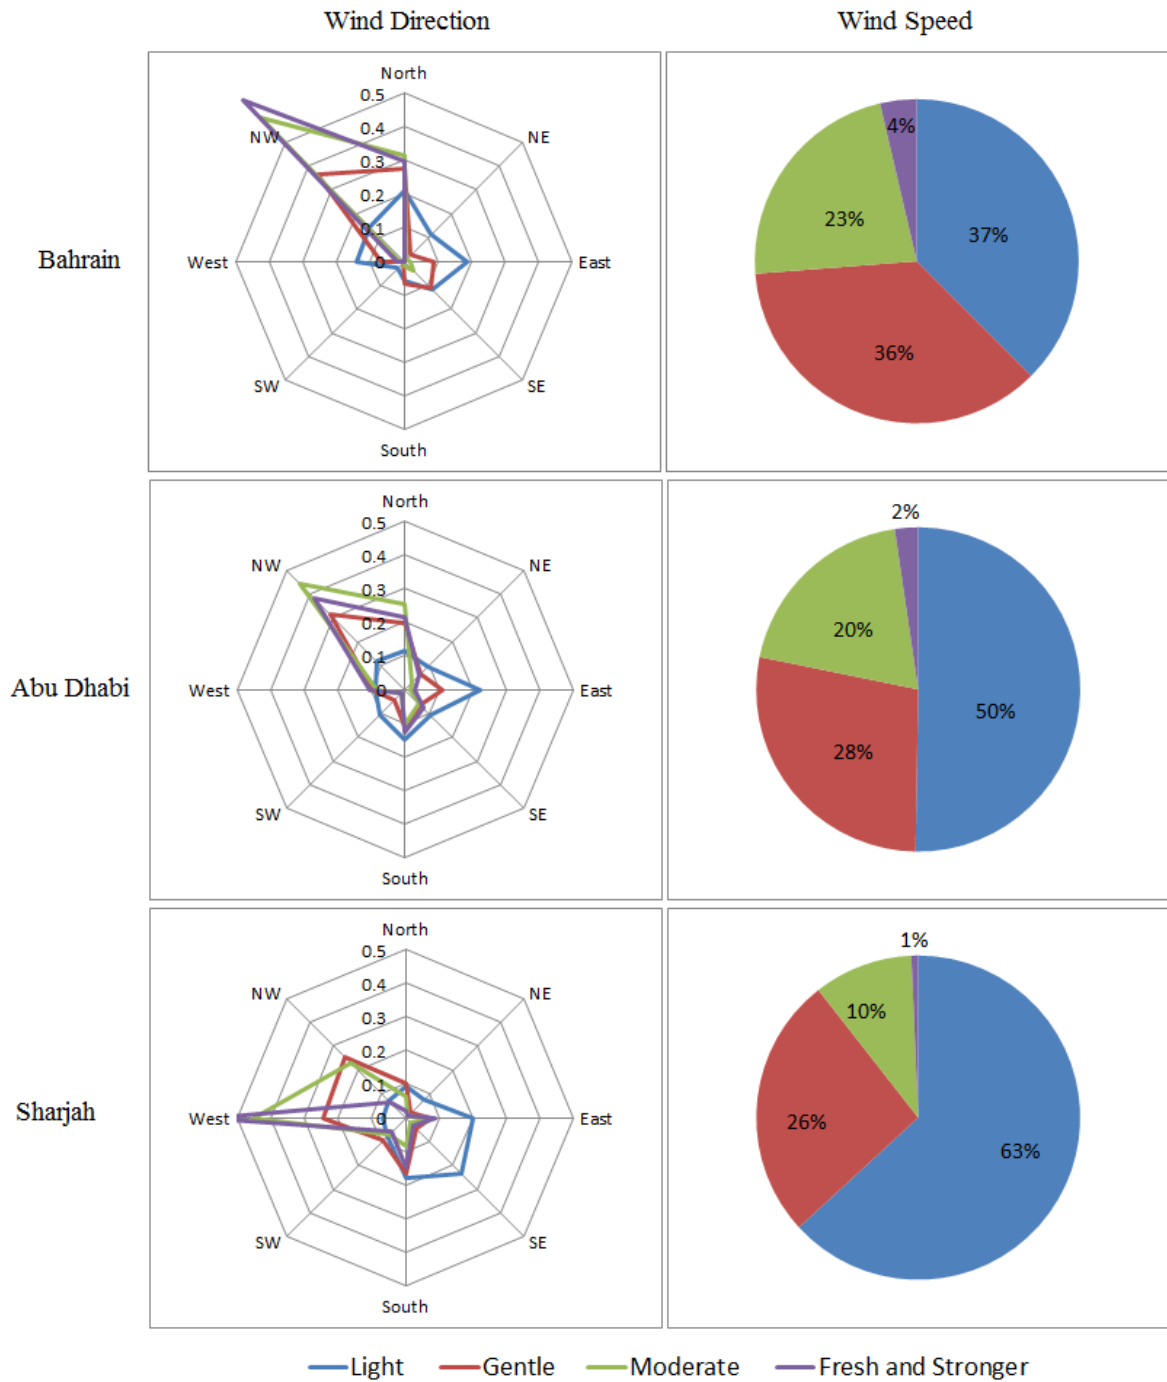 Wind Direction
Wind Speed
Bahrain
North
NE
East
SE
South
SW
West
NW
0.5
0.4
0.3
0.2
0.1
0
4%
37%
23%
36%
Abu Dhabi
North
NE
East
SE
South
SW
West
NW
0.5
0.4
0.3
0.2
0.1
0
2%
20%
50%
28%
Sharjah
North
NE
East
SE
South
SW
West
NW
0.5
0.4
0.3
0.2
0.1
0
1%
10%
26%
63%
Light
Gentle
Moderate
Fresh and Stronger